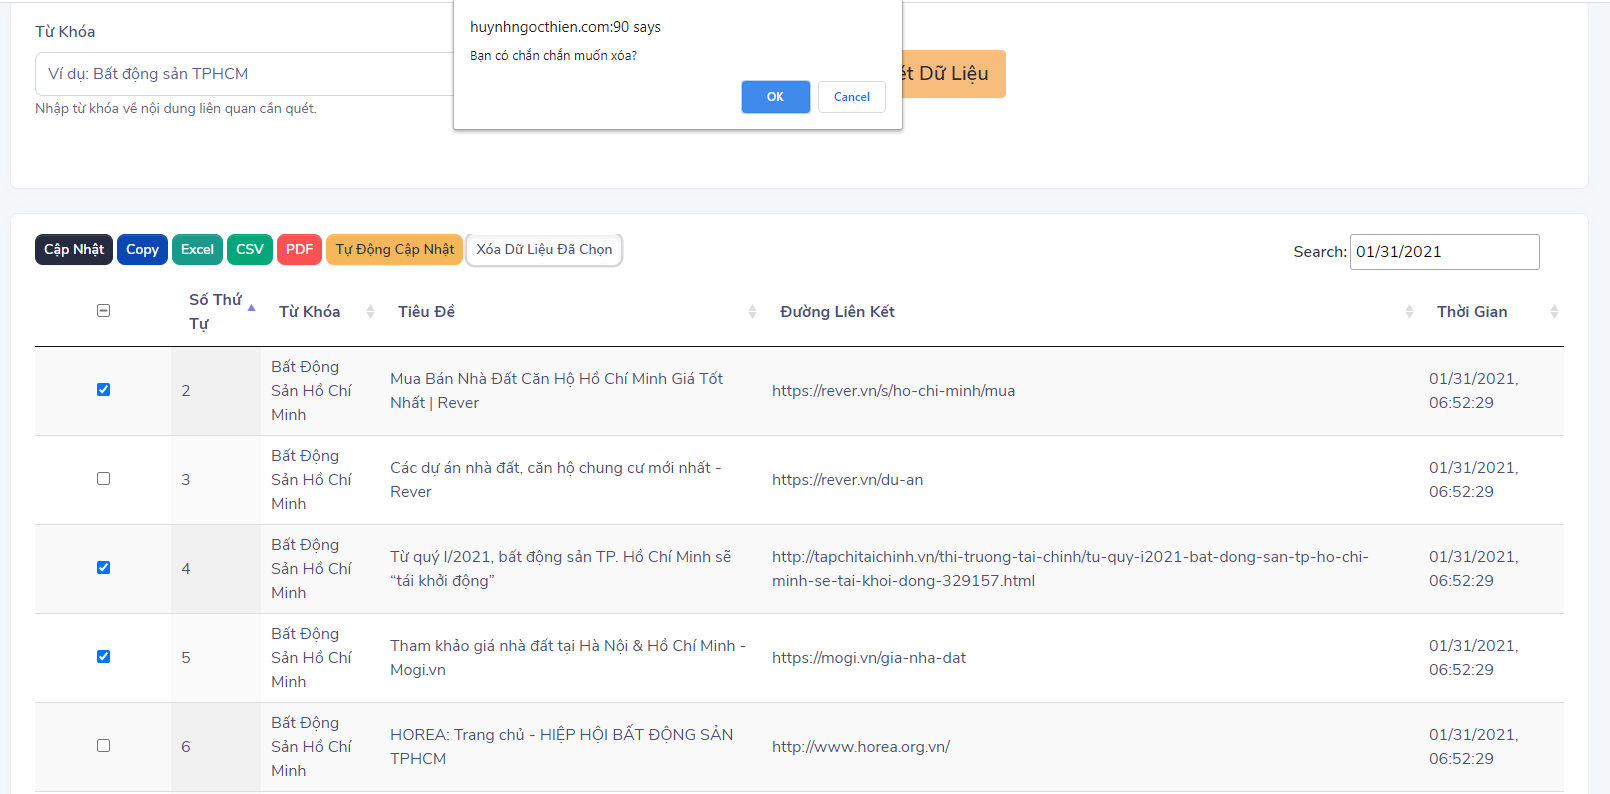 huynhngocthien.com:90 says
Bạn có chắn chắn muốn xóa?
OK
Cancel
Từ Khóa
Ví dụ: Bất động sản TPHCM
Nhập từ khóa về nội dung liên quan cần quét.
ét Dữ Liệu
Cập Nhật
Copy
Excel
CSV
PDF
Tự Động Cập Nhật
Xóa Dữ Liệu Đã Chọn
Search: 01/31/2021
Số Thứ
Tự
Từ Khóa
Tiêu Đề
Đường Liên Kết
Thời Gian
2
Bất Động
Sản Hồ Chí
Minh
Mua Bán Nhà Đất Căn Hộ Hồ Chí Minh Giá Tốt
Nhất | Rever
https://rever.vn/s/ho-chi-minh/mua
01/31/2021,
06:52:29
3
Bất Động
Sản Hồ Chí
Minh
Các dự án nhà đất, căn hộ chung cư mới nhất -
Rever
https://rever.vn/du-an
01/31/2021,
06:52:29
4
Bất Động
Sản Hồ Chí
Minh
Từ quý I/2021, bất động sản TP. Hồ Chí Minh sẽ
“tái khởi động”
http://tapchitaichinh.vn/thi-truong-tai-chinh/tu-quy-i2021-bat-dong-san-tp-ho-chi-
minh-se-tai-khoi-dong-329157.html
01/31/2021,
06:52:29
5
Bất Động
Sản Hồ Chí
Minh
Tham khảo giá nhà đất tại Hà Nội & Hồ Chí Minh -
Mogi.vn
https://mogi.vn/gia-nha-dat
01/31/2021,
06:52:29
6
Bất Động
Sản Hồ Chí
Minh
HOREA: Trang chủ - HIỆP HỘI BẤT ĐỘNG SẢN
TPHCM
http://www.horea.org.vn/
01/31/2021,
06:52:29